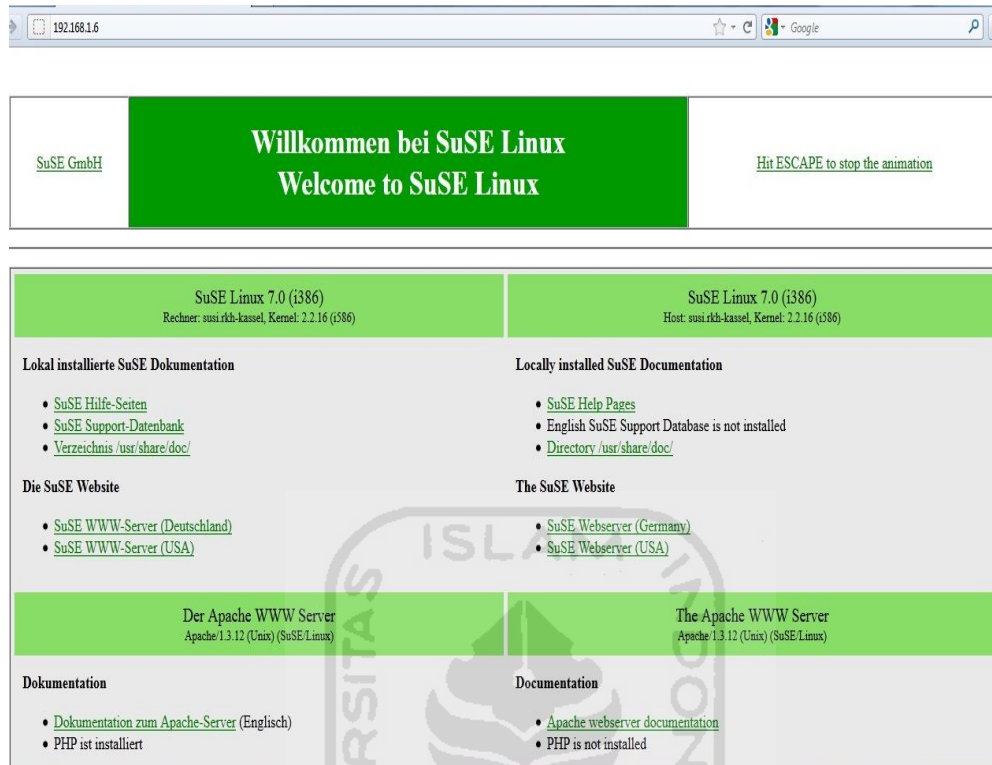 192.168.1.6
Google
SuSE GmbH
Willkommen bei SuSE Linux
Welcome to SuSE Linux
Hit ESCAPE to stop the animation
SuSE Linux 7.0 (i386)
Rechner: susi.rkh-kassel, Kernel: 2.2.16 (i586)
Lokal installierte SuSE Dokumentation
SuSE Hilfe-Seiten
SuSE Support-Datenbank
Verzeichnis /usr/share/doc/
Die SuSE Website
SuSE WWW-Server (Deutschland)
SuSE WWW-Server (USA)
SuSE Linux 7.0 (i386)
Host: susi.rkh-kassel, Kernel: 2.2.16 (i586)
Locally installed SuSE Documentation
SuSE Help Pages
English SuSE Support Database is not installed
Directory /usr/share/doc/
The SuSE Website
SuSE Webserver (Germany)
SuSE Webserver (USA)
Der Apache WWW Server
Apache/1.3.12 (Unix) (SuSE/Linux)
Dokumentation
Dokumentation zum Apache-Server (Englisch)
PHP ist installiert
The Apache WWW Server
Apache/1.3.12 (Unix) (SuSE/Linux)
Documentation
Apache webserver documentation
PHP is not installed
ISLAM